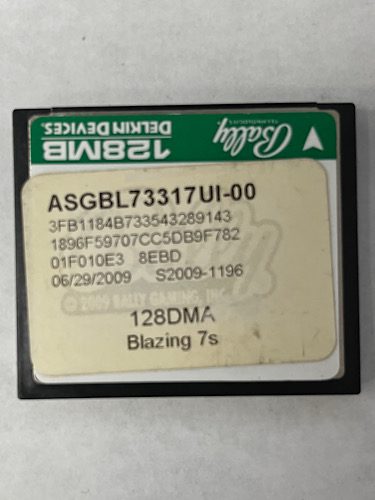 ASGBL73317UI-00
3FB1184B733543289143
1896F59707CC5DB9F782
01F010E3 8EBD
06/29/2009 S2009-1196
© 2009 BALLY GAMING, INC.
128DMA
Blazing 7s
128MB
DELKIN DEVICES
Bally
TECHNOLOGIES